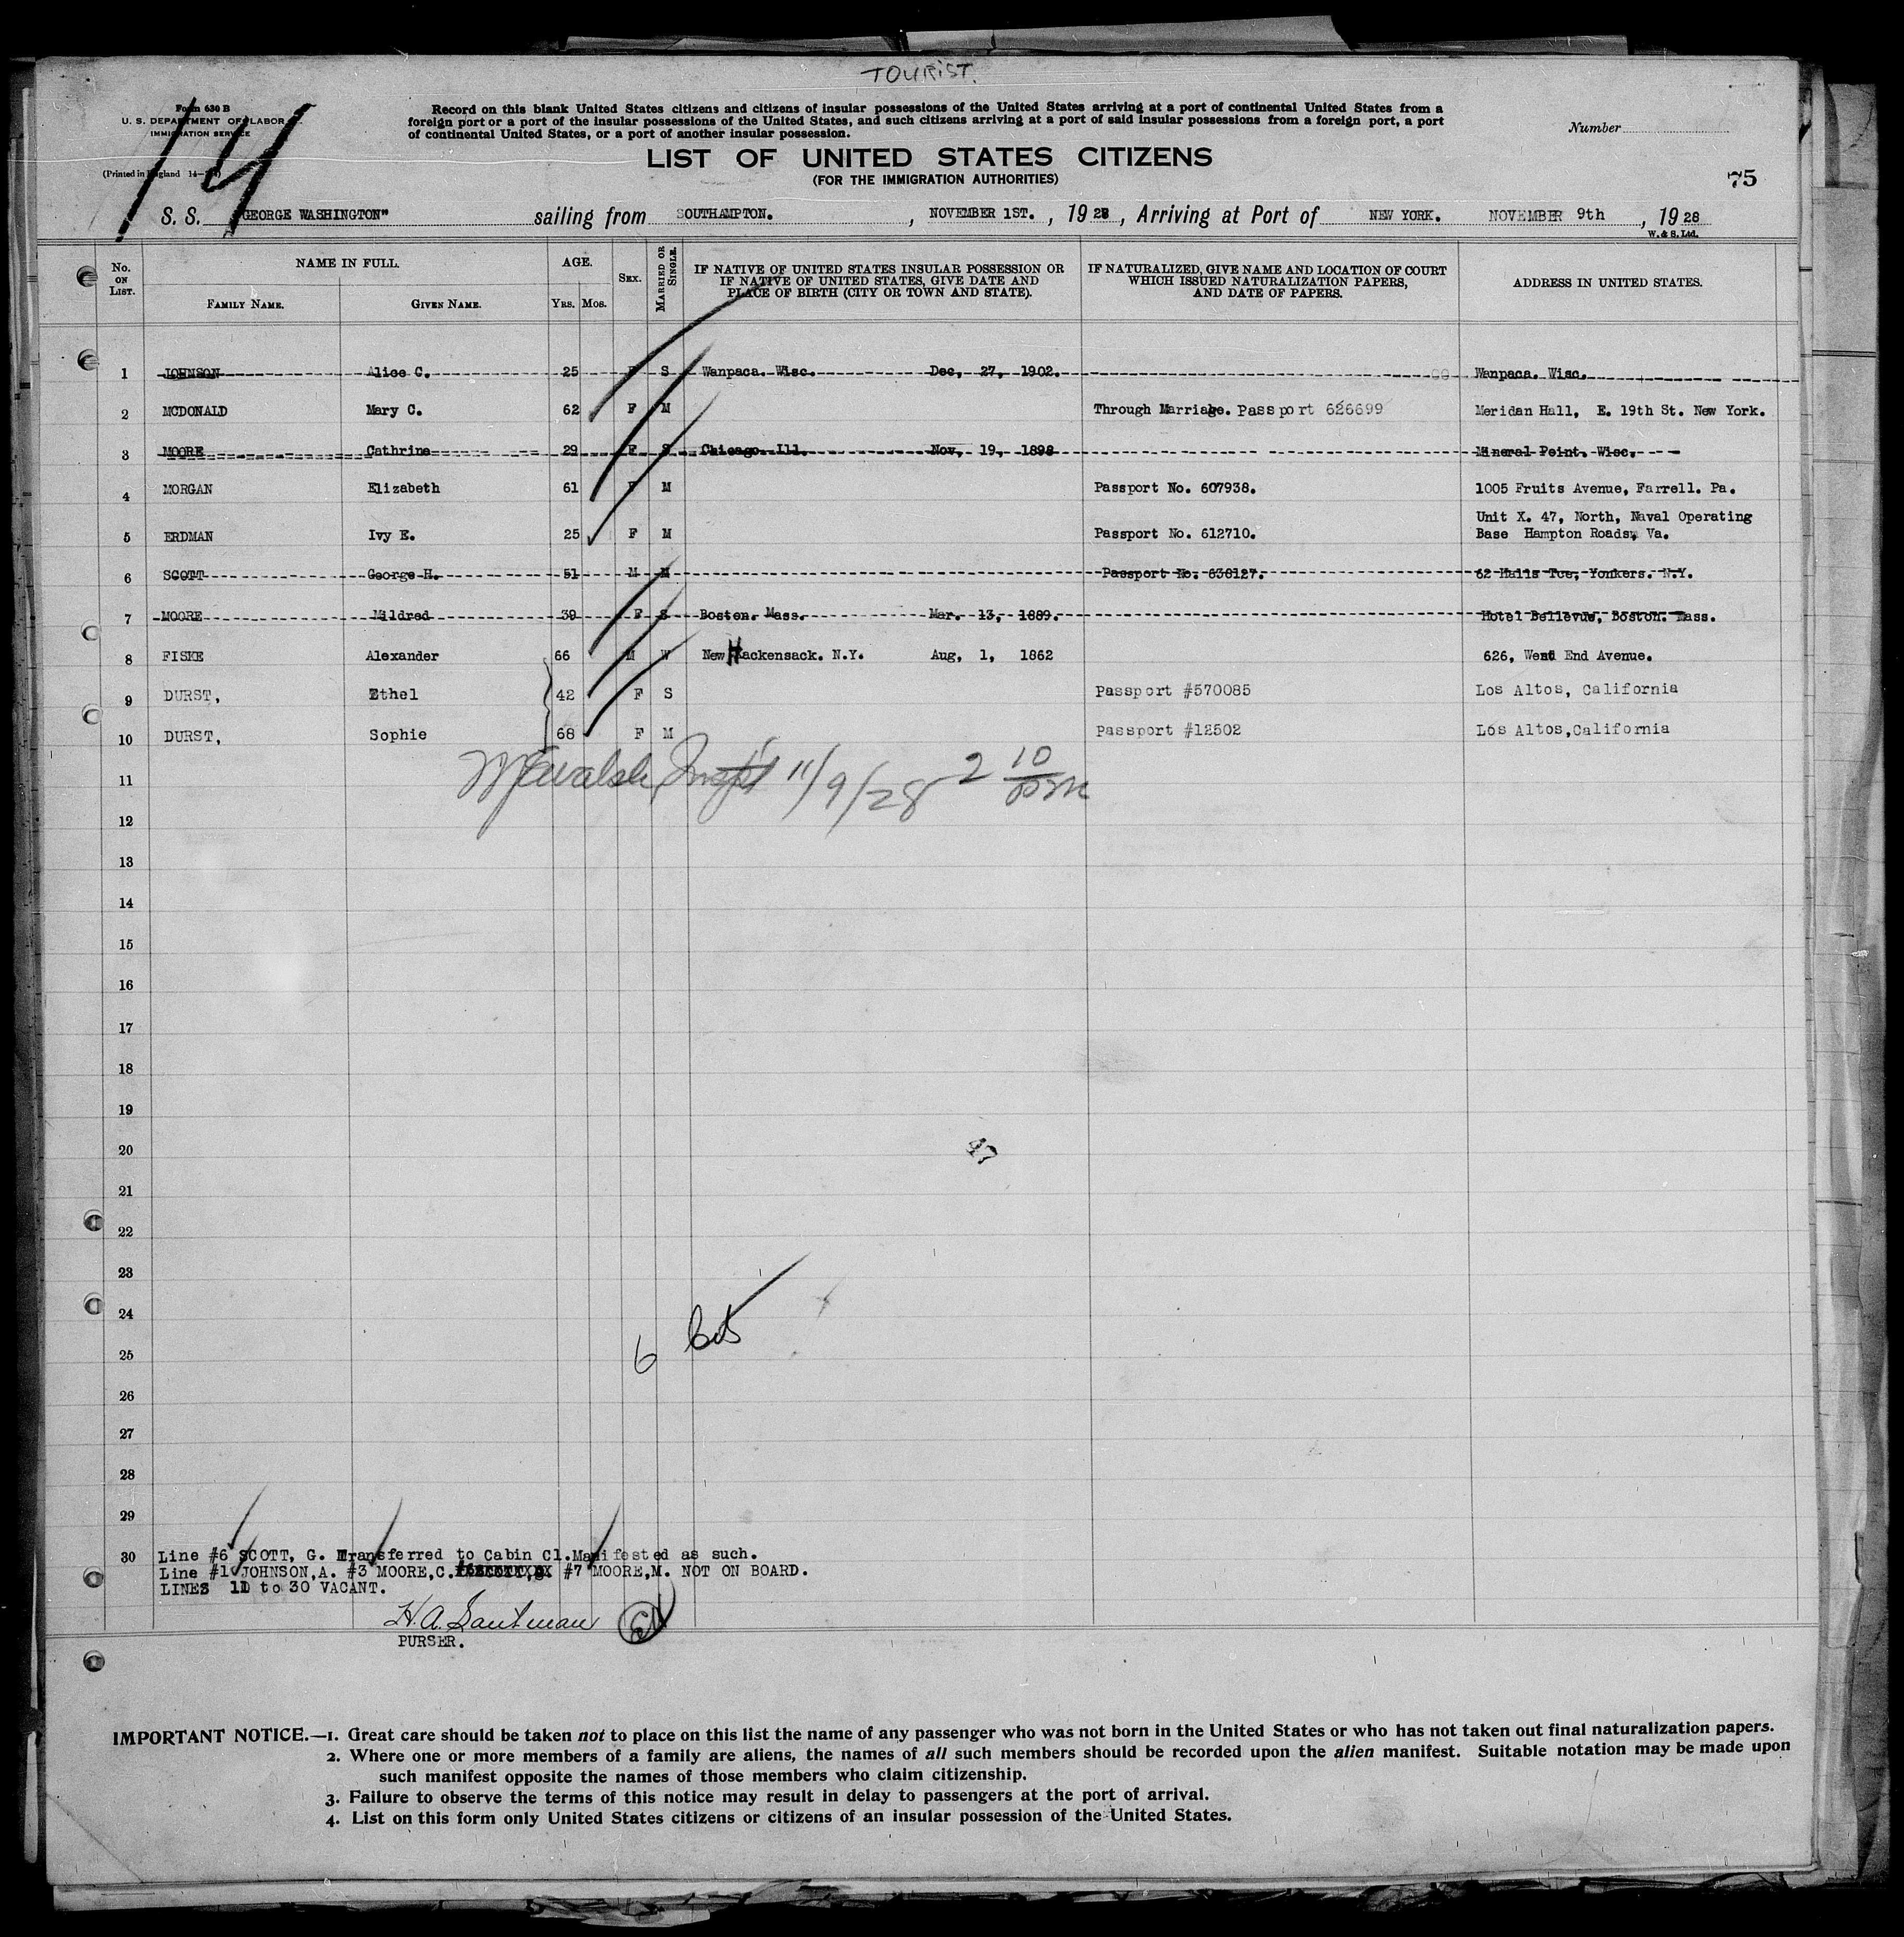 TOURIST.
Form 630 B
U. S. DEPARTMENT OF LABOR
IMMIGRATION SERVICE
(Printed in England
14
Record on this blank United States citizens and citizens of insular possessions of the United States arriving at a port of continental United States from a
foreign port or a port of the insular possessions of the United States, and such citizens arriving at a port of said insular possessions from a foreign port, a port
of continental United States, or a port of another insular possession.
Number
LIST OF UNITED STATES CITIZENS
(FOR THE IMMIGRATION AUTHORITIES)
75
S. S. "GEORGE WASHINGTON" sailing from SOUTHAMPTON. , NOVEMBER 1ST. , 1928 , Arriving at Port of NEW YORK. NOVEMBER 9th , 1928
W. & S. Ltd.
No. ON LIST. NAME IN FULL. AGE. SEX. MARRIED OR SINGLE. IF NATIVE OF UNITED STATES INSULAR POSSESSION OR IF NATIVE OF UNITED STATES, GIVE DATE AND PLACE OF BIRTH (CITY OR TOWN AND STATE). IF NATURALIZED, GIVE NAME AND LOCATION OF COURT WHICH ISSUED NATURALIZATION PAPERS, AND DATE OF PAPERS. ADDRESS IN UNITED STATES.
FAMILY NAME. GIVEN NAME. YRS. MOS.
1 JOHNSON Alice C. 25 F S Wanpaca. Wisc. Dec, 27, 1902. Wanpaca. Wisc.
2 MCDONALD Mary C. 62 F M Through Marriage. Passport 626699 Meridan Hall, E. 19th St. New York.
3 MOORE Cathrine 29 F S Chicago. Ill. Nov, 19, 1898 Mineral Point. Wisc.
4 MORGAN Elizabeth 61 F M Passport No. 607938. 1005 Fruits Avenue, Farrell. Pa.
Unit X. 47, North, Naval Operating
5 ERDMAN Ivy E. 25 F M Passport No. 612710. Base Hampton Roads, Va.
6 SCOTT George H. 51 M M Passport No. 638127. 62 Halls Tce, Yonkers. N.Y.
7 MOORE Mildred 39 F S Boston. Mass. Mar. 13, 1889. Hotel Bellevue, Boston. Mass.
8 FISKE Alexander 66 M W New Hackensack. N.Y. Aug, 1, 1862 626, West End Avenue.
9 DURST, Ethel 42 F S Passport #570085 Los Altos, California
10 DURST, Sophie 68 F M Passport #12502 Los Altos,California
11/9/28 2 10
11
12
13
14
15
16
17
18
19
20
47
21
22
23
24
6
25
26
27
28
29
30 Line #6 SCOTT, G. Transferred to Cabin Cl.Manifested as such.
Line #1 JOHNSON,A. #3 MOORE,C. #7 MOORE,M. NOT ON BOARD.
LINES 11 to 30 VACANT.
PURSER.
IMPORTANT NOTICE.—1. Great care should be taken not to place on this list the name of any passenger who was not born in the United States or who has not taken out final naturalization papers.
2. Where one or more members of a family are aliens, the names of all such members should be recorded upon the alien manifest. Suitable notation may be made upon
such manifest opposite the names of those members who claim citizenship.
3. Failure to observe the terms of this notice may result in delay to passengers at the port of arrival.
4. List on this form only United States citizens or citizens of an insular possession of the United States.